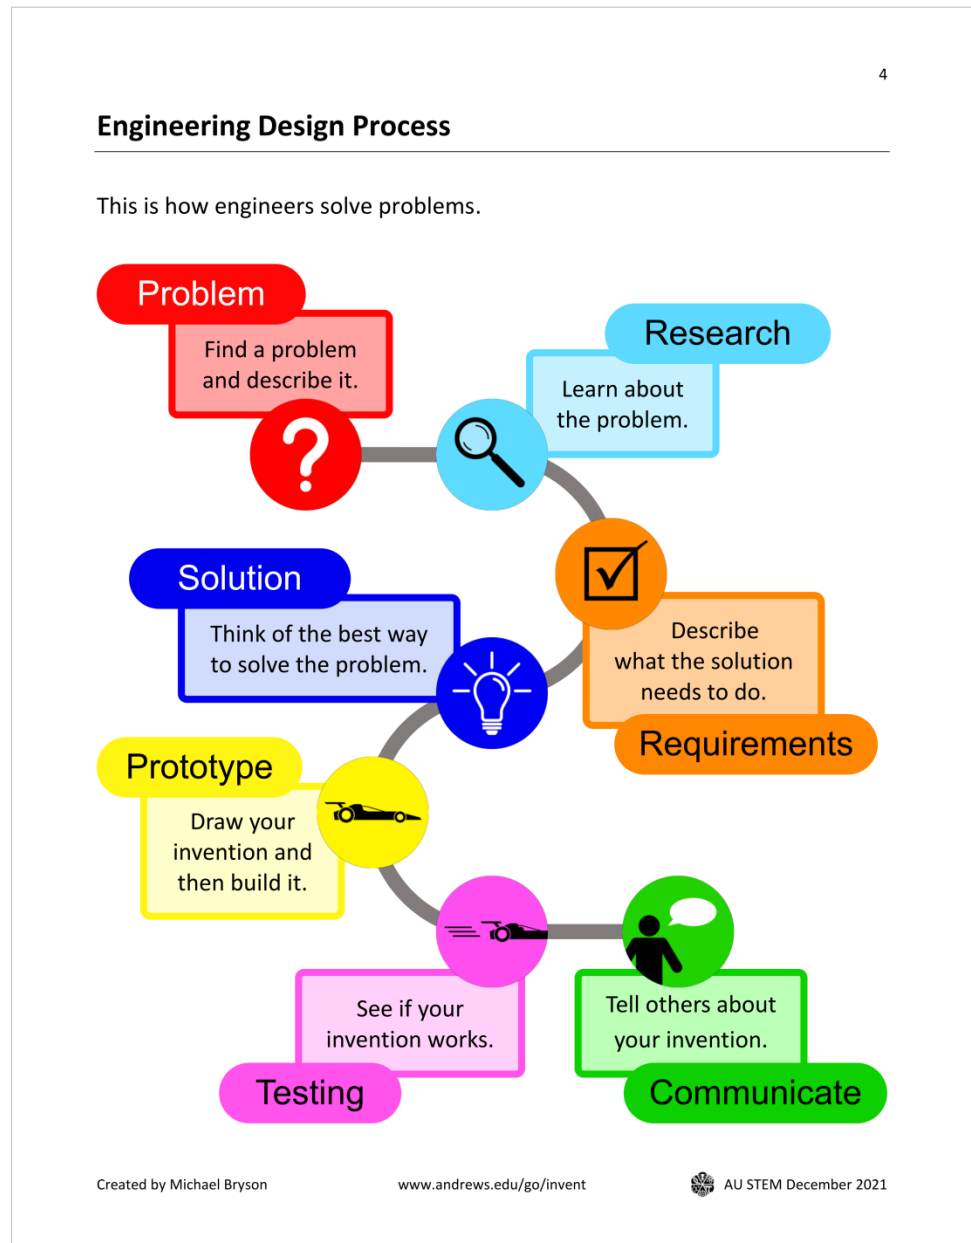 4
Engineering Design Process
This is how engineers solve problems.
Problem
Find a problem
and describe it.
Research
Learn about
the problem.
Describe
what the solution
needs to do.
Requirements
Solution
Think of the best way
to solve the problem.
Prototype
Draw your
invention and
then build it.
See if your
invention works.
Testing
Tell others about
your invention.
Communicate
Created by Michael Bryson
www.andrews.edu/go/invent
AU STEM December 2021